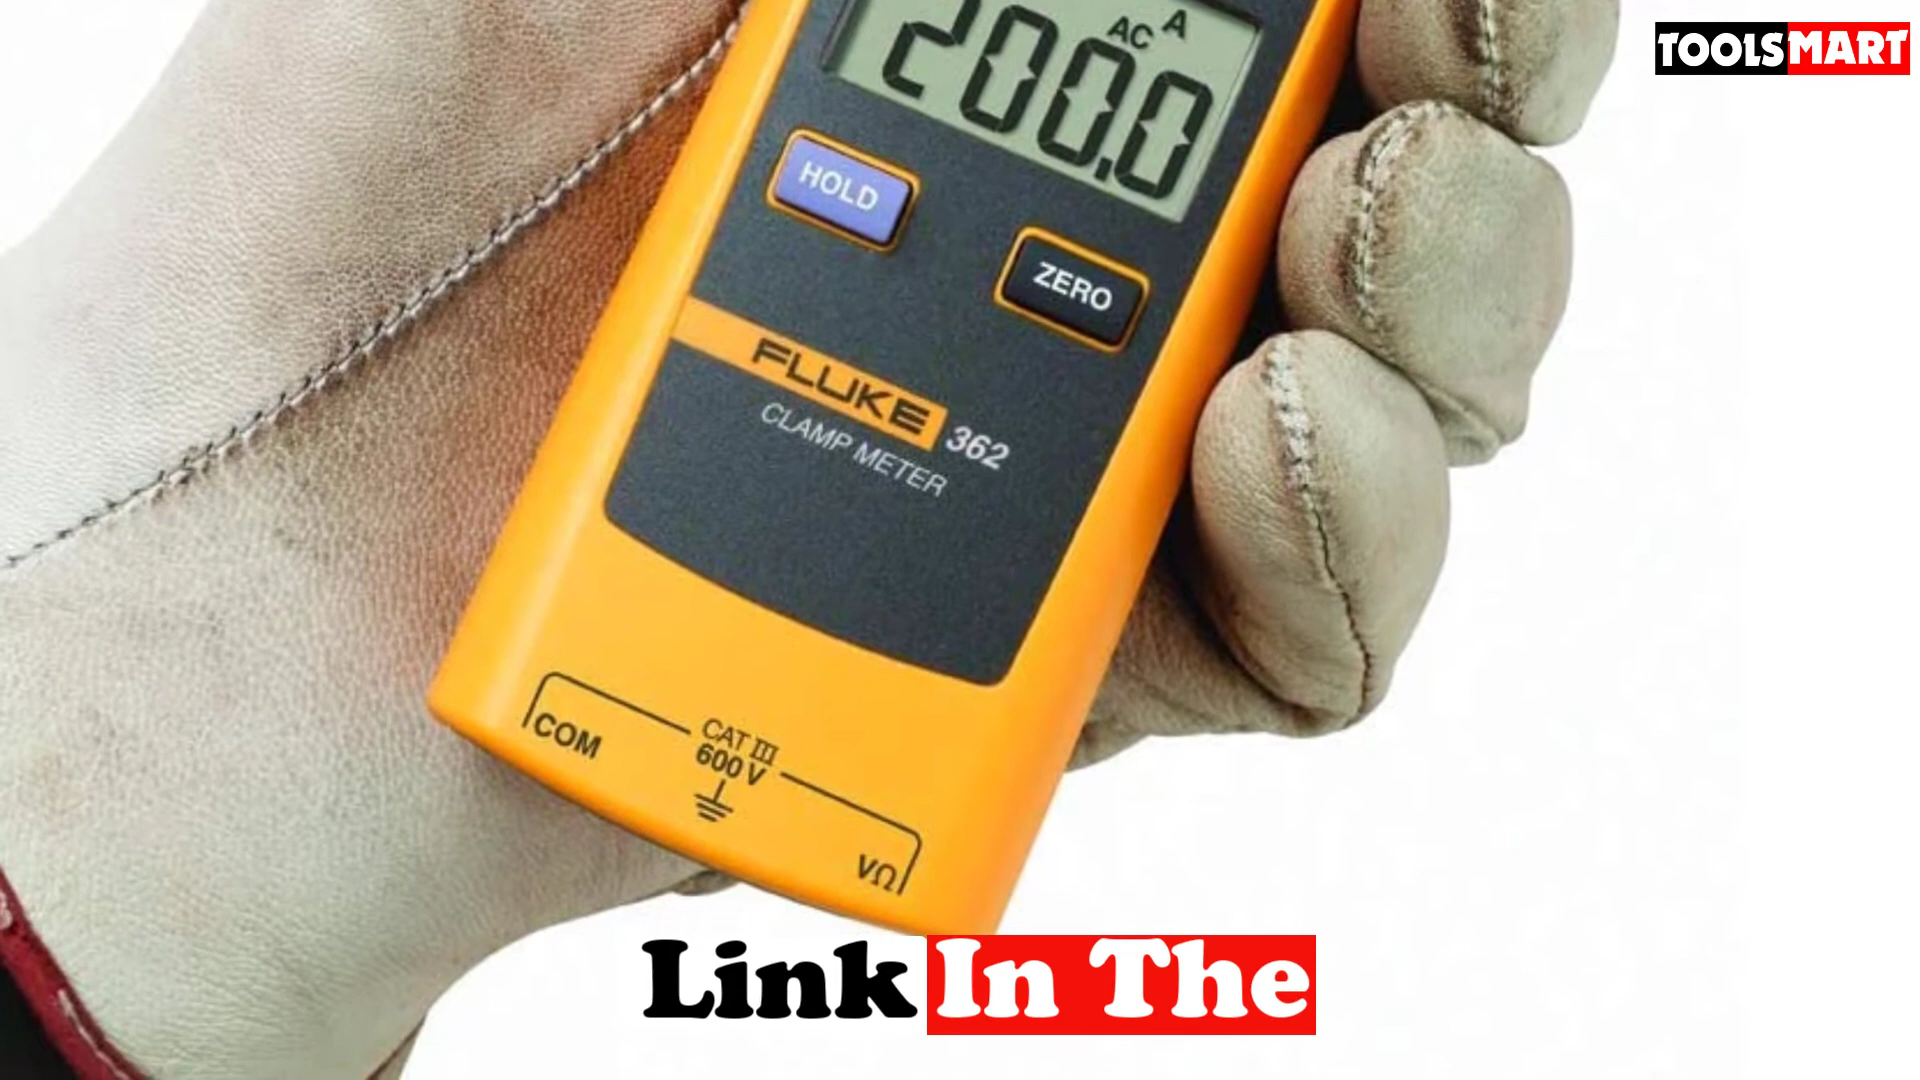 TOOLSMART
AC A
200.0
HOLD
ZERO
FLUKE 362
CLAMP METER
CAT III
600 V
COM
VΩ
Link In The